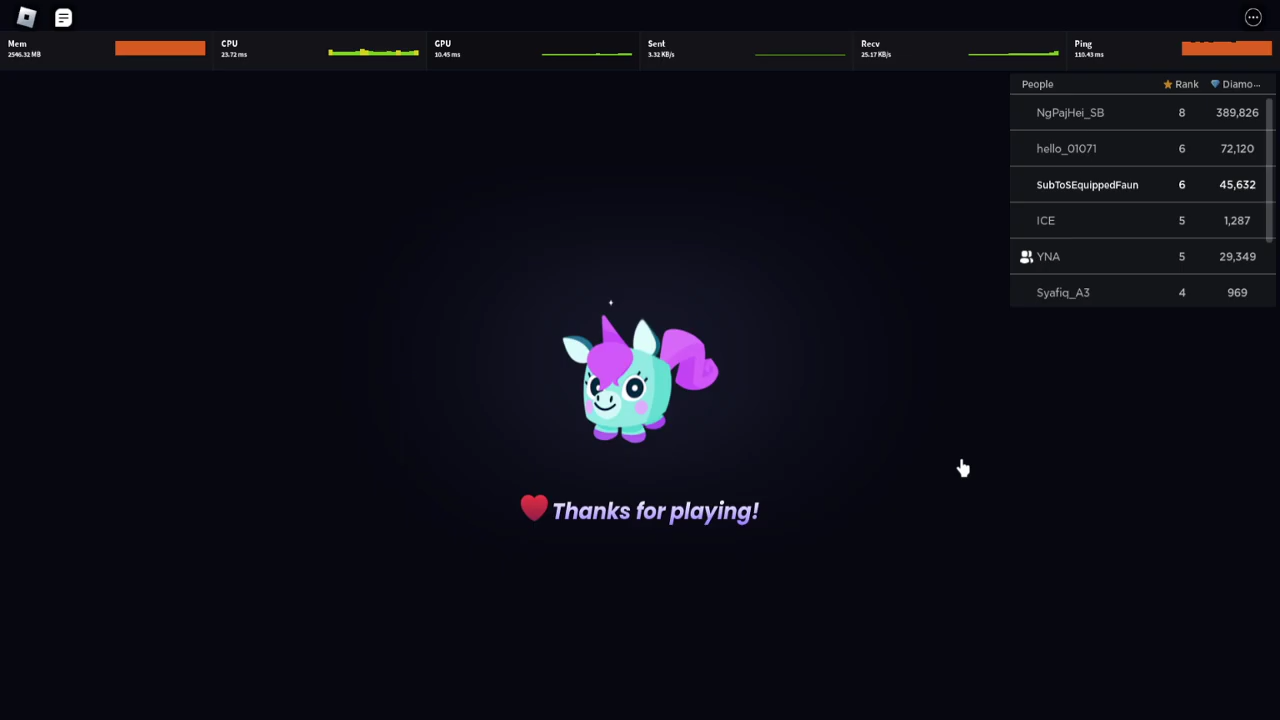 Mem
2546.32 MB
CPU
23.72 ms
GPU
10.45 ms
Sent
3.32 KB/s
Recv
25.17 KB/s
Ping
110.43 ms
People Rank Diamo...
NgPajHei_SB 8 389,826
hello_01071 6 72,120
SubToSEquippedFaun 6 45,632
ICE 5 1,287
YNA 5 29,349
Syafiq_A3 4 969
Thanks for playing!